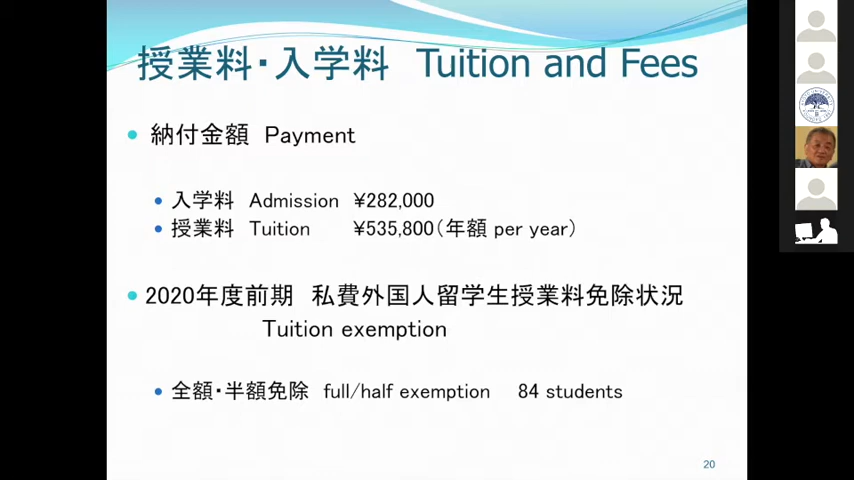 授業料・入学料 Tuition and Fees
納付金額 Payment
入学料 Admission ¥282,000
授業料 Tuition ¥535,800(年額 per year)
2020年度前期 私費外国人留学生授業料免除状況
Tuition exemption
全額・半額免除 full/half exemption 84 students
20